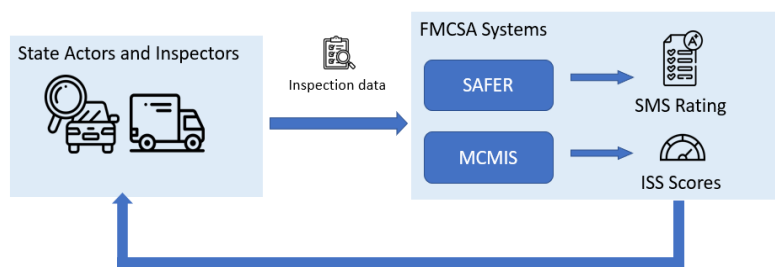 State Actors and Inspectors
Inspection data
FMCSA Systems
SAFER
A+
SMS Rating
MCMIS
ISS Scores